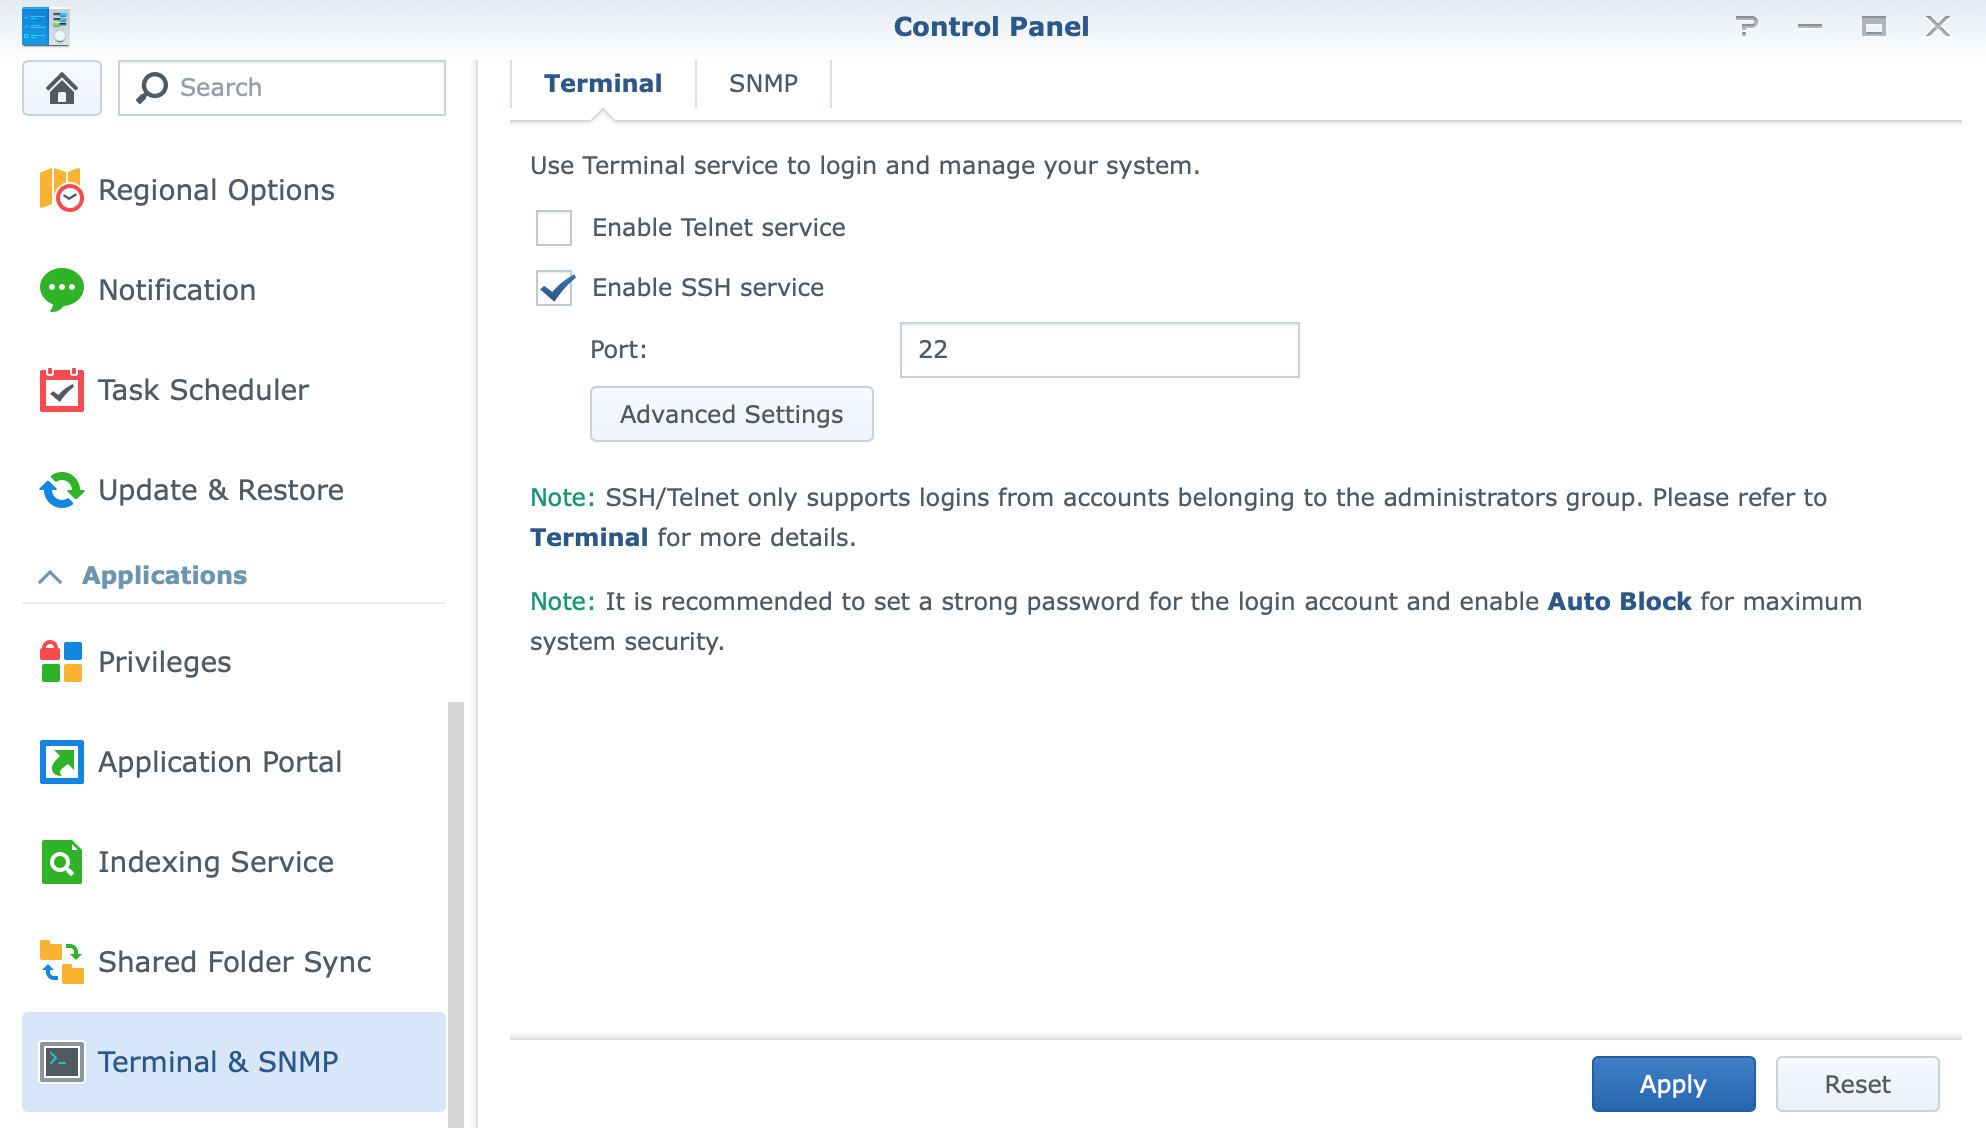 Control Panel
Search
Regional Options
Notification
Task Scheduler
Update & Restore
Applications
Privileges
Application Portal
Indexing Service
Shared Folder Sync
Terminal & SNMP
Terminal
SNMP
Use Terminal service to login and manage your system.
Enable Telnet service
Enable SSH service
Port:
22
Advanced Settings
Note: SSH/Telnet only supports logins from accounts belonging to the administrators group. Please refer to
Terminal for more details.
Note: It is recommended to set a strong password for the login account and enable Auto Block for maximum
system security.
Apply
Reset